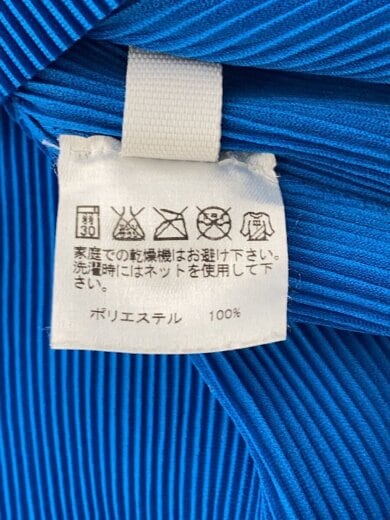 弱
30
家庭での乾燥機はお避け下さい。
洗濯時にはネットを使用して下
さい。
ポリエステル 100%